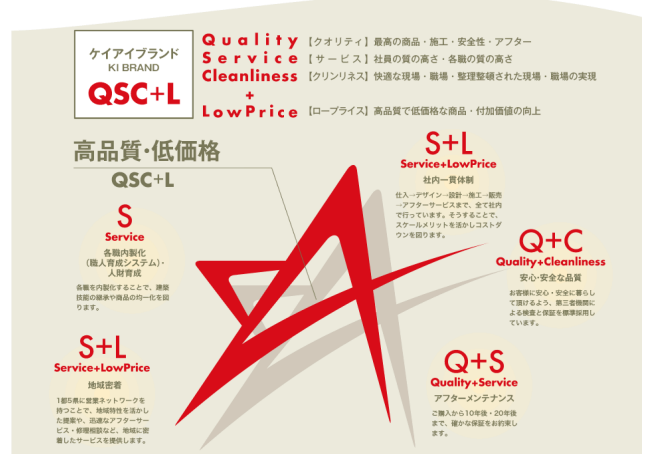 ケイアイブランド
KI BRAND
QSC+L
Quality【クオリティ】最高の商品・施工・安全性・アフター
Service【サービス】社員の質の高さ・各職の質の高さ
Cleanliness【クリンリネス】快適な現場・職場・整理整頓された現場・職場の実現
+
LowPrice【ロープライス】高品質で低価格な商品・付加価値の向上
高品質・低価格
QSC+L
S+L
Service+LowPrice
社内一貫体制
仕入→デザイン→設計→施工→販売
→アフターサービスまで、全て社内
で行っています。そうすることで、
スケールメリットを活かしコストダ
ウンを図ります。
S
Service
各職内製化
（職人育成システム）・
人財育成
各職を内製化することで、建築
技能の継承や商品の均一化を図
ります。
Q+C
Quality+Cleanliness
安心・安全な品質
お客様に安心・安全に暮らし
て頂けるよう、第三者機関に
よる検査と保証を標準採用し
ています。
S+L
Service+LowPrice
地域密着
1都5県に営業ネットワークを
持つことで、地域特性を活かし
た提案や、迅速なアフターサー
ビス・修理相談など、地域に密
着したサービスを提供します。
Q+S
Quality+Service
アフターメンテナンス
ご購入から10年後・20年後
まで、確かな保証をお約束し
ます。